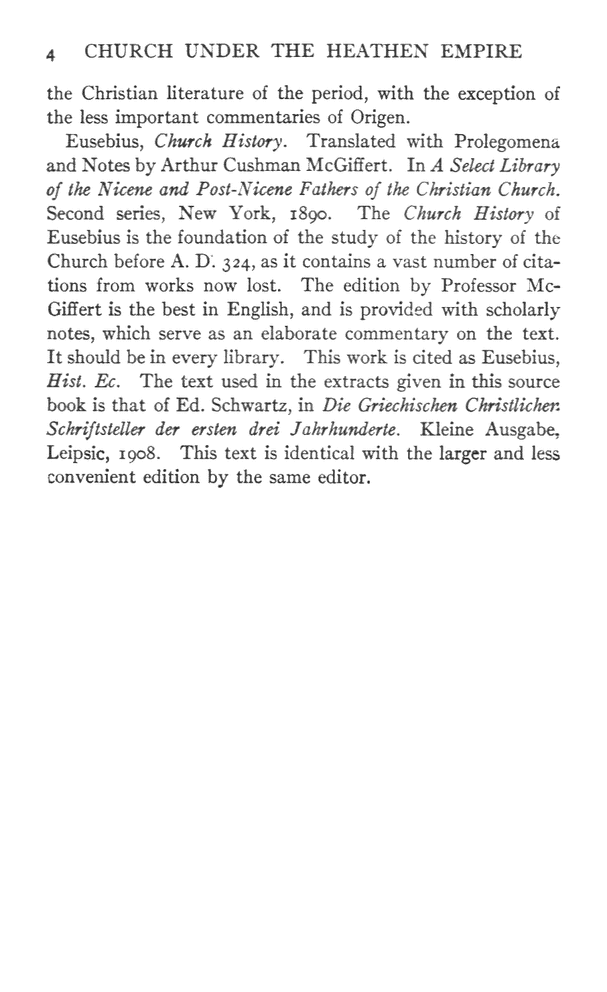 4 CHURCH UNDER THE HEATHEN EMPIRE
the Christian literature of the period, with the exception of
the less important commentaries of Origen.
Eusebius, Church History. Translated with Prolegomena
and Notes by Arthur Cushman McGiffert. In A Select Library
of the Nicene and Post-Nicene Fathers of the Christian Church.
Second series, New York, 1890. The Church History of
Eusebius is the foundation of the study of the history of the
Church before A. D. 324, as it contains a vast number of cita-
tions from works now lost. The edition by Professor Mc-
Giffert is the best in English, and is provided with scholarly
notes, which serve as an elaborate commentary on the text.
It should be in every library. This work is cited as Eusebius,
Hist. Ec. The text used in the extracts given in this source
book is that of Ed. Schwartz, in Die Griechischen Christlichen
Schriftsteller der ersten drei Jahrhunderte. Kleine Ausgabe,
Leipsic, 1908. This text is identical with the larger and less
convenient edition by the same editor.